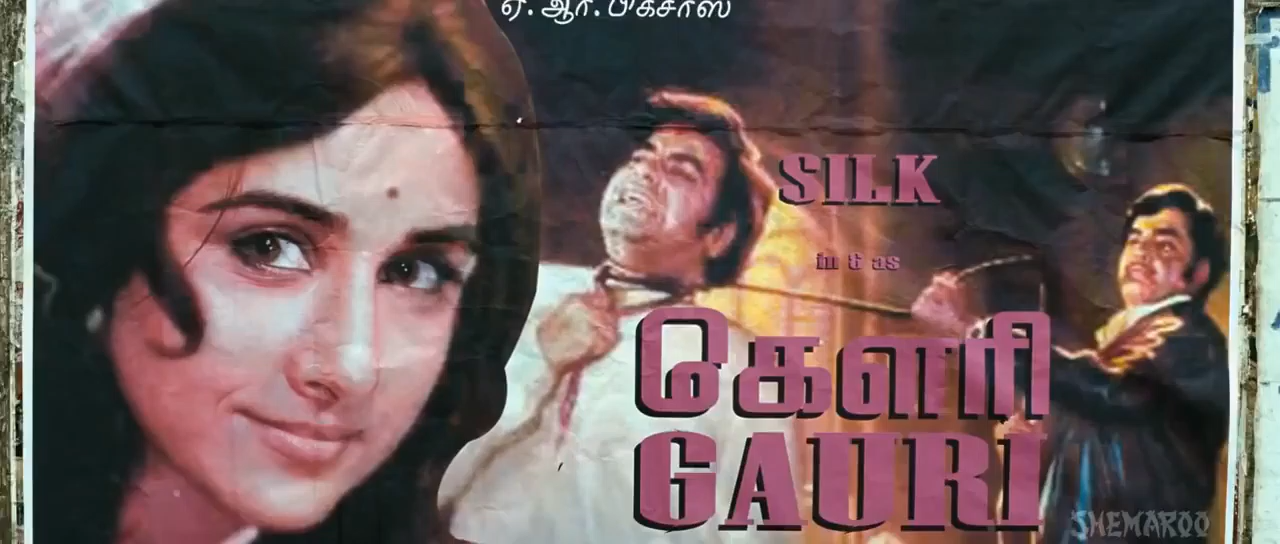 ஏ. ஆர். பிக்சர்ஸ்
SILK
in & as
கௌரி
GAURI
SHEMAROO